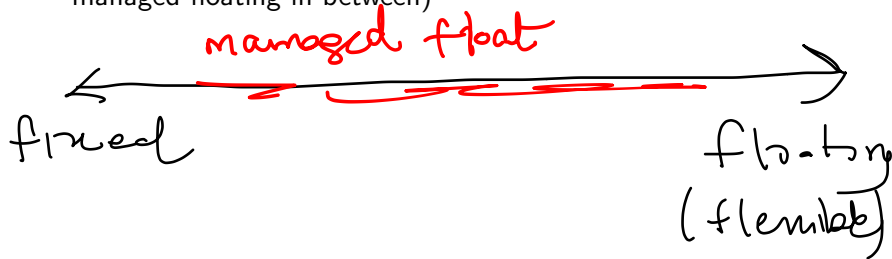 managed floating in between)
managed float
fixed
floating
(flexible)